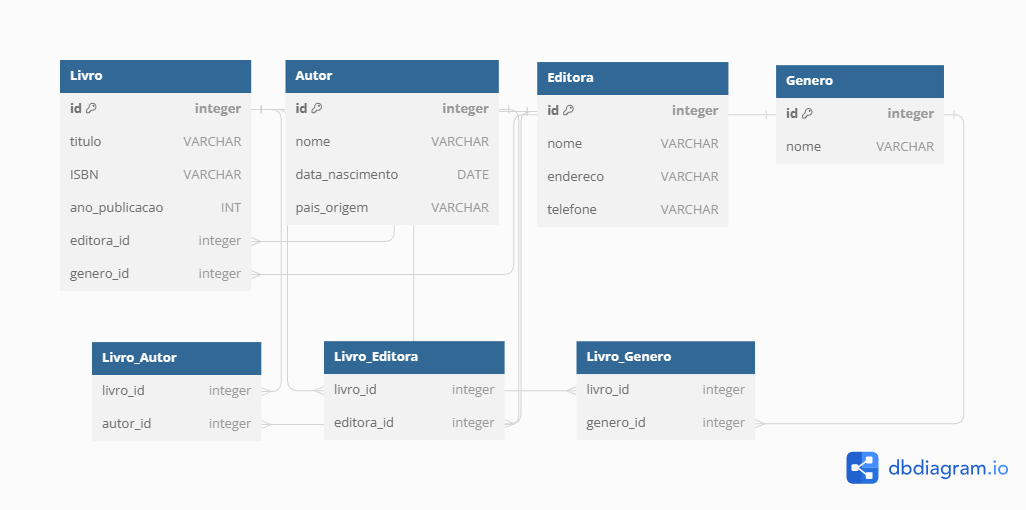 Livro
id integer
titulo VARCHAR
ISBN VARCHAR
ano_publicacao INT
editora_id integer
genero_id integer
Autor
id integer
nome VARCHAR
data_nascimento DATE
pais_origem VARCHAR
Editora
id integer
nome VARCHAR
endereco VARCHAR
telefone VARCHAR
Genero
id integer
nome VARCHAR
Livro_Autor
livro_id integer
autor_id integer
Livro_Editora
livro_id integer
editora_id integer
Livro_Genero
livro_id integer
genero_id integer
dbdiagram.io